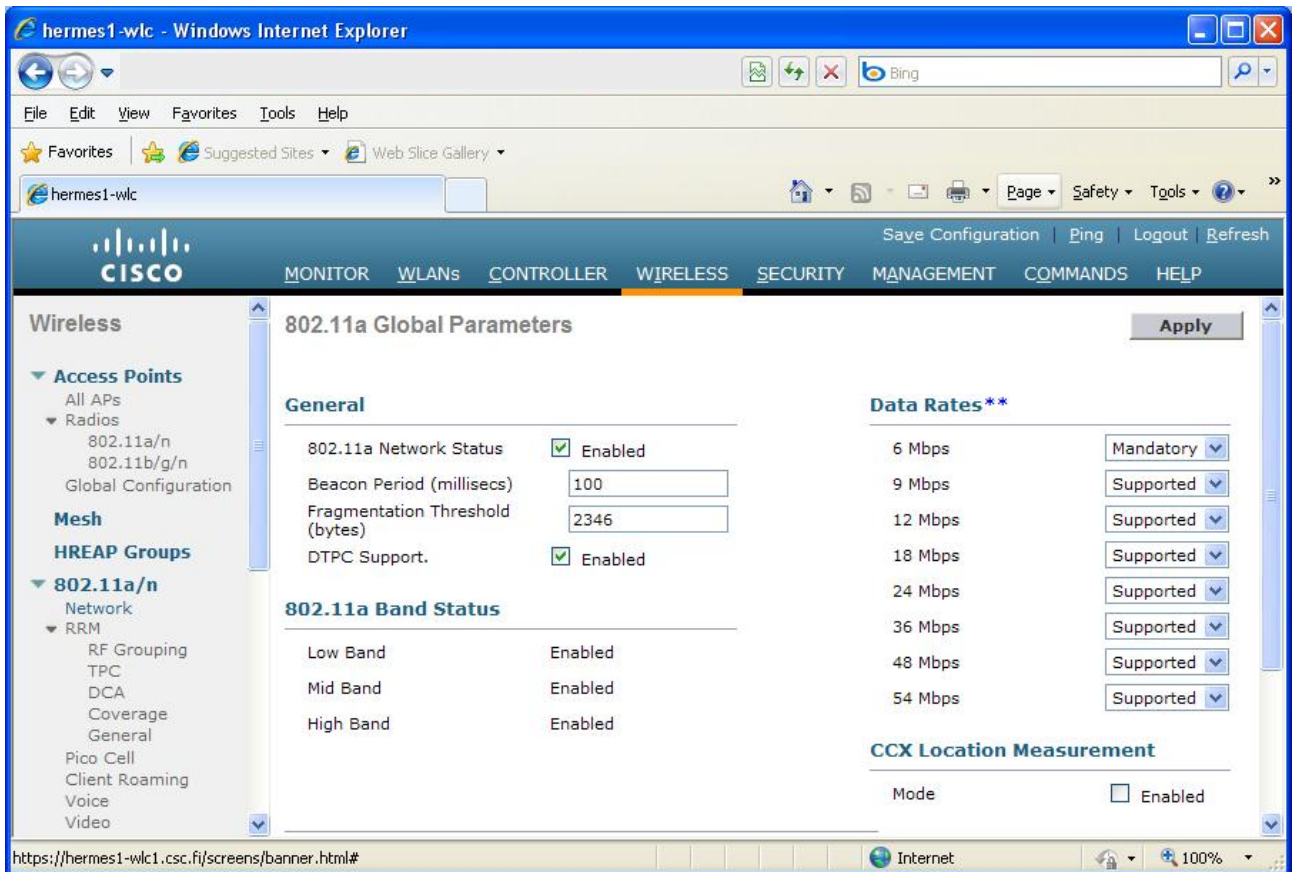 hermes1-wlc - Windows Internet Explorer
Bing
File Edit View Favorites Tools Help
Favorites Suggested Sites Web Slice Gallery
hermes1-wlc Page Safety Tools »
Save Configuration | Ping | Logout | Refresh
CISCO MONITOR WLANs CONTROLLER WIRELESS SECURITY MANAGEMENT COMMANDS HELP
Wireless
Access Points
All APs
Radios
802.11a/n
802.11b/g/n
Global Configuration
Mesh
HREAP Groups
802.11a/n
Network
RRM
RF Grouping
TPC
DCA
Coverage
General
Pico Cell
Client Roaming
Voice
Video
802.11a Global Parameters Apply
General
802.11a Network Status Enabled
Beacon Period (millisecs) 100
Fragmentation Threshold
(bytes) 2346
DTPC Support. Enabled
802.11a Band Status
Low Band Enabled
Mid Band Enabled
High Band Enabled
Data Rates**
6 Mbps Mandatory
9 Mbps Supported
12 Mbps Supported
18 Mbps Supported
24 Mbps Supported
36 Mbps Supported
48 Mbps Supported
54 Mbps Supported
CCX Location Measurement
Mode Enabled
https://hermes1-wlc1.csc.fi/screens/banner.html# Internet 100%